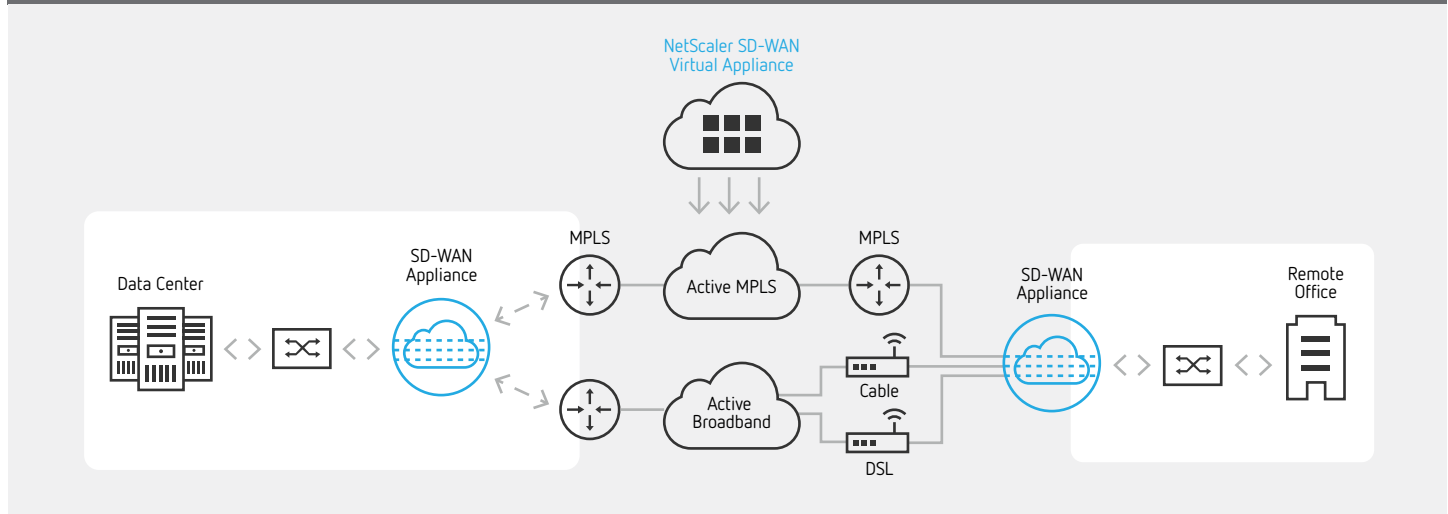 NetScaler SD-WAN
Virtual Appliance
Data Center
SD-WAN
Appliance
MPLS
Active MPLS
MPLS
Active
Broadband
Cable
DSL
SD-WAN
Appliance
Remote
Office